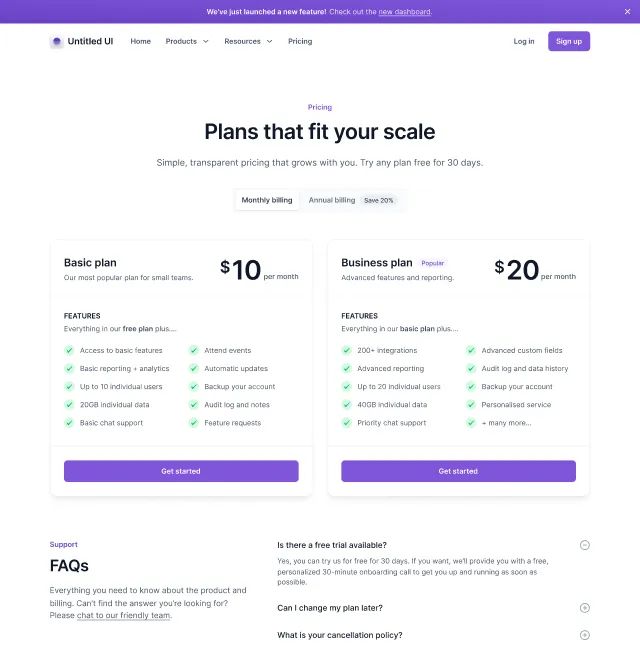 We've just launched a new feature! Check out the new dashboard.
Untitled UI
Home
Products
Resources
Pricing
Log in
Sign up
Pricing
Plans that fit your scale
Simple, transparent pricing that grows with you. Try any plan free for 30 days.
Monthly billing
Annual billing
Save 20%
Basic plan
Our most popular plan for small teams.
$10 per month
FEATURES
Everything in our free plan plus....
Access to basic features
Basic reporting + analytics
Up to 10 individual users
20GB individual data
Basic chat support
Attend events
Automatic updates
Backup your account
Audit log and notes
Feature requests
Get started
Business plan
Popular
Advanced features and reporting.
$20 per month
FEATURES
Everything in our basic plan plus....
200+ integrations
Advanced reporting
Up to 20 individual users
40GB individual data
Priority chat support
Advanced custom fields
Audit log and data history
Backup your account
Personalised service
+ many more...
Get started
Support
FAQs
Everything you need to know about the product and
billing. Can't find the answer you're looking for?
Please chat to our friendly team.
Is there a free trial available?
Yes, you can try us for free for 30 days. If you want, we'll provide you with a free,
personalized 30-minute onboarding call to get you up and running as soon as
possible.
Can I change my plan later?
What is your cancellation policy?